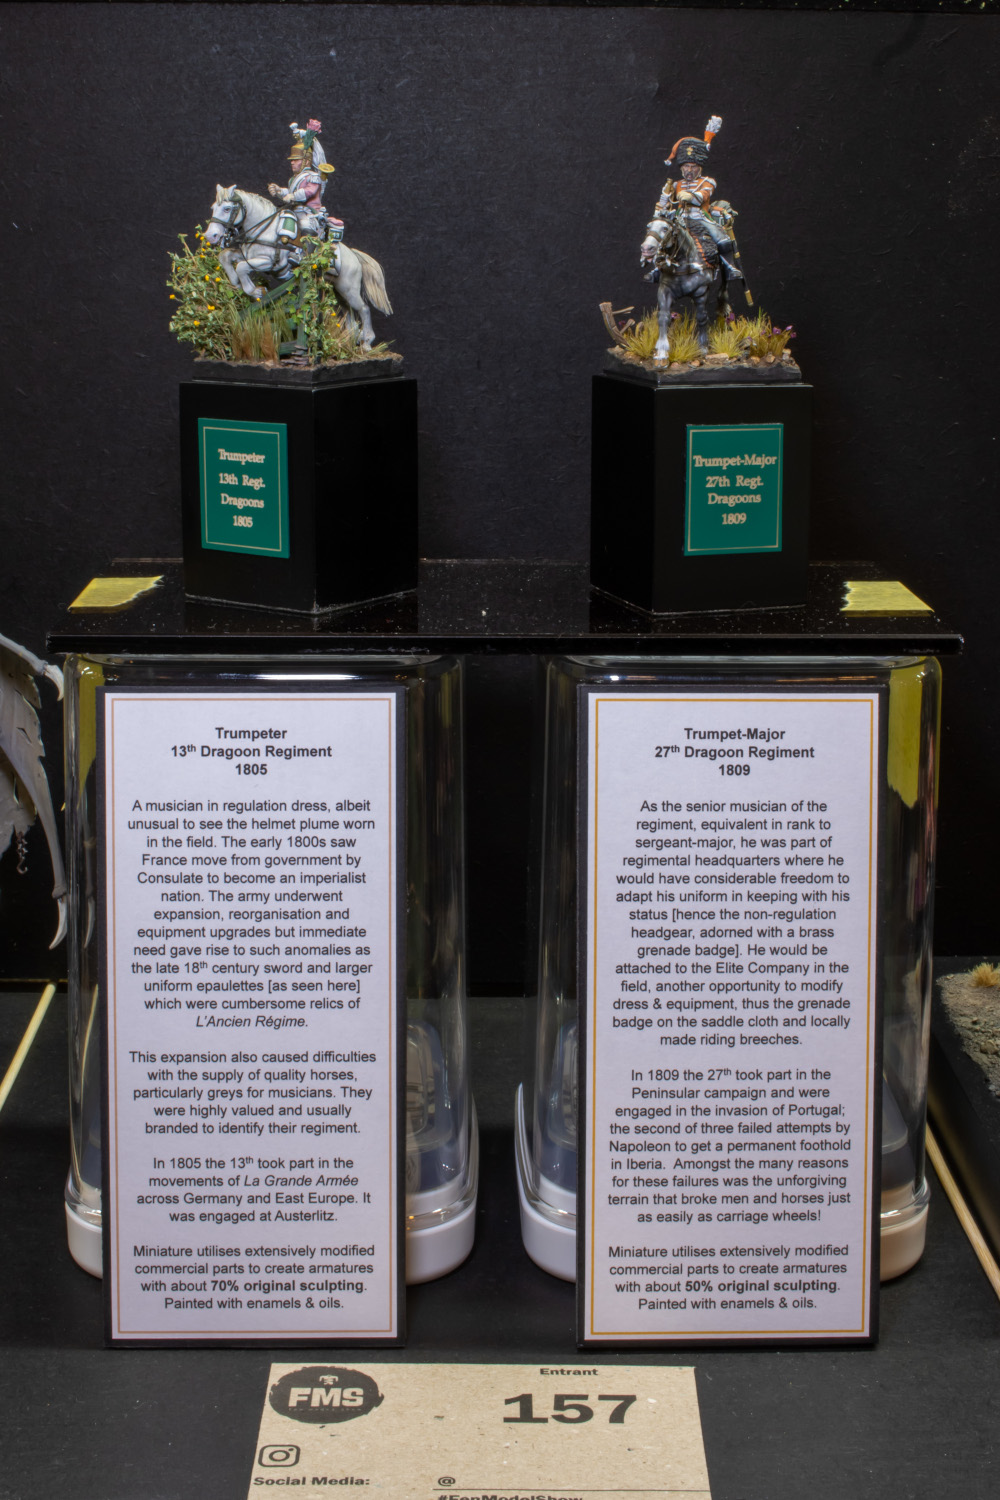 Trumpeter
13th Regt.
Dragoons
1805
Trumpet-Major
27th Regt.
Dragoons
1809
Trumpeter
13th Dragoon Regiment
1805
A musician in regulation dress, albeit
unusual to see the helmet plume worn
in the field. The early 1800s saw
France move from government by
Consulate to become an imperialist
nation. The army underwent
expansion, reorganisation and
equipment upgrades but immediate
need gave rise to such anomalies as
the late 18th century sword and larger
uniform epaulettes [as seen here]
which were cumbersome relics of
L'Ancien Régime.
This expansion also caused difficulties
with the supply of quality horses,
particularly greys for musicians. They
were highly valued and usually
branded to identify their regiment.
In 1805 the 13th took part in the
movements of La Grande Armée
across Germany and East Europe. It
was engaged at Austerlitz.
Miniature utilises extensively modified
commercial parts to create armatures
with about 70% original sculpting.
Painted with enamels & oils.
Trumpet-Major
27th Dragoon Regiment
1809
As the senior musician of the
regiment, equivalent in rank to
sergeant-major, he was part of
regimental headquarters where he
would have considerable freedom to
adapt his uniform in keeping with his
status [hence the non-regulation
headgear, adorned with a brass
grenade badge]. He would be
attached to the Elite Company in the
field, another opportunity to modify
dress & equipment, thus the grenade
badge on the saddle cloth and locally
made riding breeches.
In 1809 the 27th took part in the
Peninsular campaign and were
engaged in the invasion of Portugal;
the second of three failed attempts by
Napoleon to get a permanent foothold
in Iberia. Amongst the many reasons
for these failures was the unforgiving
terrain that broke men and horses just
as easily as carriage wheels!
Miniature utilises extensively modified
commercial parts to create armatures
with about 50% original sculpting.
Painted with enamels & oils.
FMS
Entrant
157
Social Media:
@
#FenModelShow